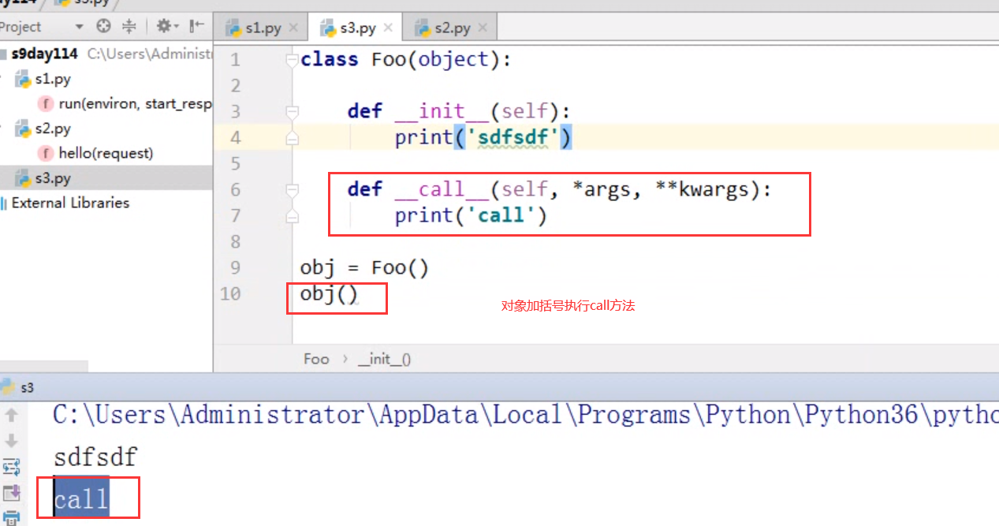 s3.py
Project
s1.py
s3.py
s2.py
s9day114 C:\Users\Administr
s1.py
f run(environ, start_resp
s2.py
f hello(request)
s3.py
External Libraries
1 class Foo(object):
2
3 def __init__(self):
4 print('sdfsdf')
5
6 def __call__(self, *args, **kwargs):
7 print('call')
8
9 obj = Foo()
10 obj()
对象加括号执行call方法
Foo › __init__()
s3
C:\Users\Administrator\AppData\Local\Programs\Python\Python36\pytho
sdfsdf
call